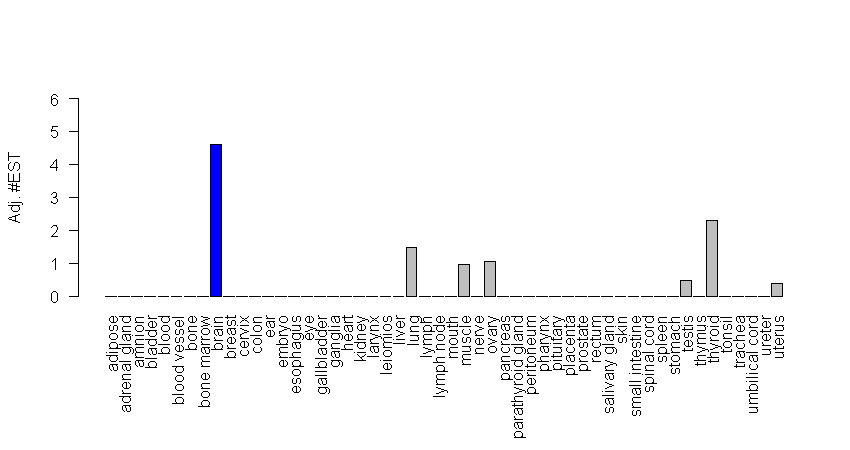 Adj. #EST
6
5
4
3
2
1
0
adipose
adrenal gland
amnion
bladder
blood
blood vessel
bone
bone marrow
brain
breast
cervix
colon
ear
embryo
esophagus
eye
gallbladder
ganglia
heart
kidney
larynx
leiomios
liver
lung
lymph
lymph node
mouth
muscle
nerve
ovary
pancreas
parathyroid gland
peritoneum
pharynx
pituitary
placenta
prostate
rectum
salivary gland
skin
small intestine
spinal cord
spleen
stomach
testis
thymus
thyroid
tonsil
trachea
umbilical cord
ureter
uterus